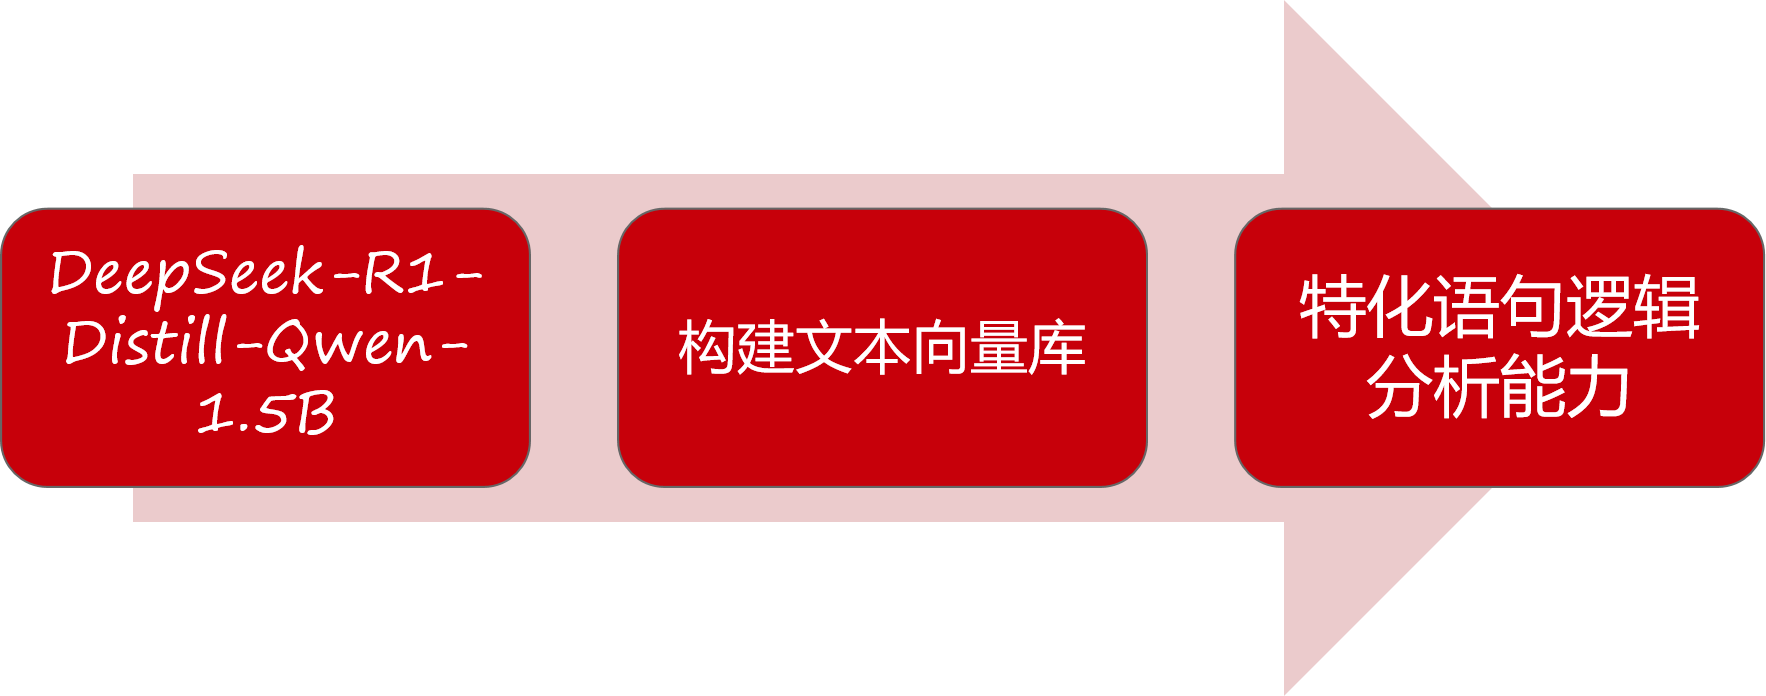 DeepSeek-R1-
Distill-Qwen-
1.5B
构建文本向量库
特化语句逻辑
分析能力